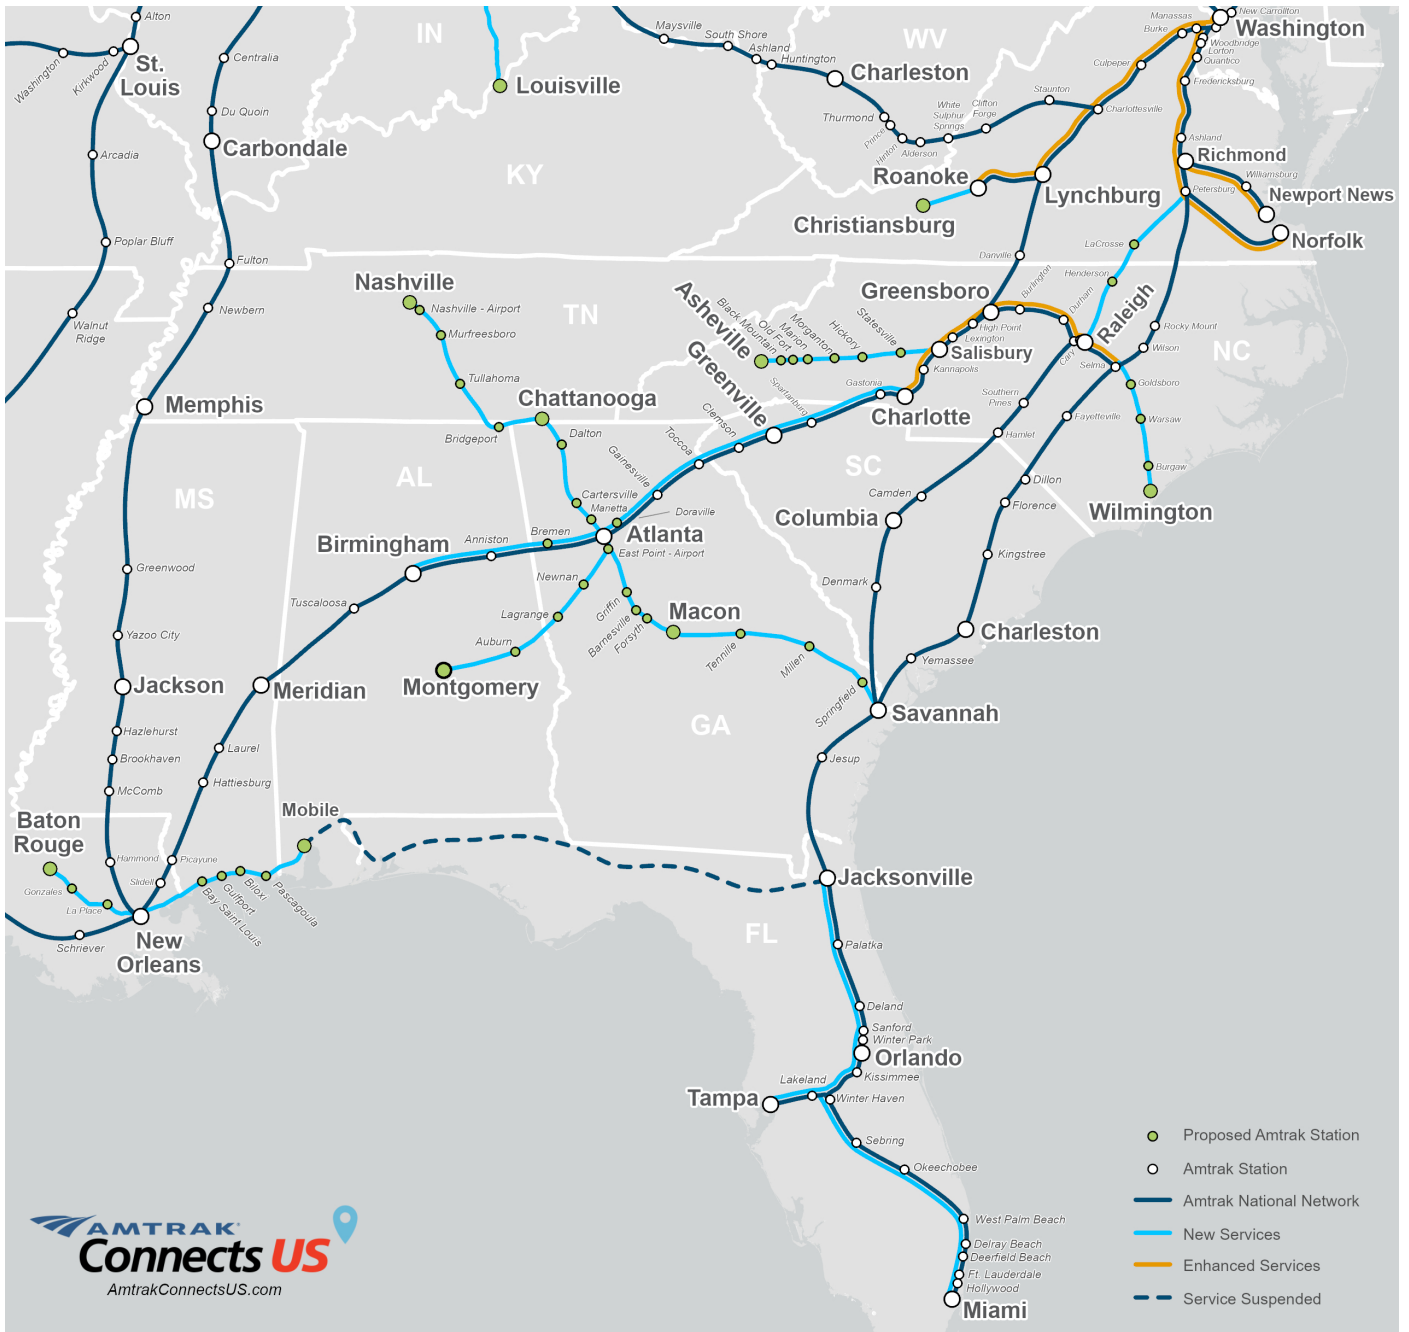 Alton
St.
Louis
Washington
Kirkwood
Centralia
Du Quoin
Carbondale
Arcadia
Poplar Bluff
Walnut
Ridge
Fulton
Newbern
Memphis
IN
Louisville
KY
Maysville
South Shore
Ashland
Huntington
Charleston
WV
Thurmond
Prince
Hinton
Alderson
White
Sulphur
Springs
Clifton
Forge
Staunton
Charlottesville
Culpeper
Burke
Manassas
New Carrollton
Washington
Woodbridge
Lorton
Quantico
Fredericksburg
Ashland
Richmond
Williamsburg
Newport News
Petersburg
Norfolk
Roanoke
Lynchburg
Christiansburg
LaCrosse
Danville
Henderson
Burlington
Durham
Raleigh
Greensboro
High Point
Lexington
Salisbury
Kannapolis
Cary
Selma
Rocky Mount
Wilson
NC
Goldsboro
Warsaw
Burgaw
Wilmington
Nashville
Nashville - Airport
Murfreesboro
Tullahoma
Bridgeport
Chattanooga
TN
Asheville
Black Mountain
Old Fort
Marion
Morganton
Hickory
Statesville
Greenville
Spartanburg
Gastonia
Charlotte
Clemson
Toccoa
Gainesville
Southern
Pines
Hamlet
Fayetteville
Dillon
Florence
Kingstree
SC
Camden
Columbia
Denmark
Charleston
Yemassee
Savannah
Dalton
Cartersville
Marietta
Doraville
Atlanta
East Point - Airport
Bremen
Anniston
Birmingham
AL
MS
Newnan
Lagrange
Auburn
Montgomery
Griffin
Barnesville
Forsyth
Macon
Tennille
Millen
Springfield
GA
Tuscaloosa
Meridian
Laurel
Hattiesburg
Picayune
Slidell
Greenwood
Yazoo City
Jackson
Hazlehurst
Brookhaven
McComb
Hammond
Baton
Rouge
Gonzales
La Place
Schriever
New
Orleans
Bay Saint Louis
Gulfport
Biloxi
Pascagoula
Mobile
Jesup
Jacksonville
FL
Palatka
Deland
Sanford
Winter Park
Orlando
Kissimmee
Lakeland
Tampa
Winter Haven
Sebring
Okeechobee
West Palm Beach
Delray Beach
Deerfield Beach
Ft. Lauderdale
Hollywood
Miami
Proposed Amtrak Station
Amtrak Station
Amtrak National Network
New Services
Enhanced Services
Service Suspended
AMTRAK
Connects US
AmtrakConnectsUS.com